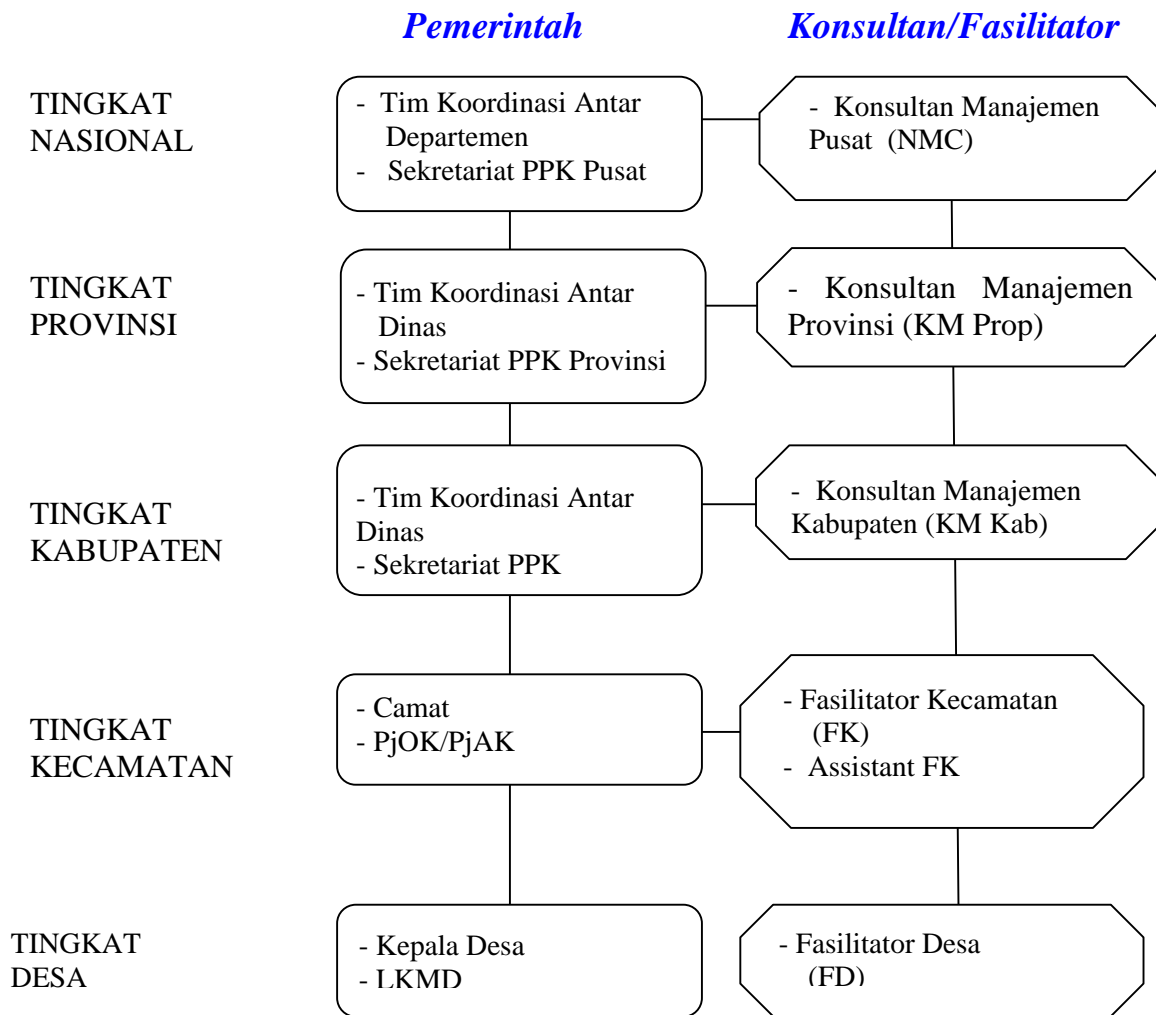 Pemerintah
Konsultan/Fasilitator
TINGKAT
NASIONAL
- Tim Koordinasi Antar
Departemen
- Sekretariat PPK Pusat
- Konsultan Manajemen
Pusat (NMC)
TINGKAT
PROVINSI
- Tim Koordinasi Antar
Dinas
- Sekretariat PPK Provinsi
- Konsultan Manajemen
Provinsi (KM Prop)
TINGKAT
KABUPATEN
- Tim Koordinasi Antar
Dinas
- Sekretariat PPK
- Konsultan Manajemen
Kabupaten (KM Kab)
TINGKAT
KECAMATAN
- Camat
- PjOK/PjAK
- Fasilitator Kecamatan
(FK)
- Assistant FK
TINGKAT
DESA
- Kepala Desa
- LKMD
- Fasilitator Desa
(FD)